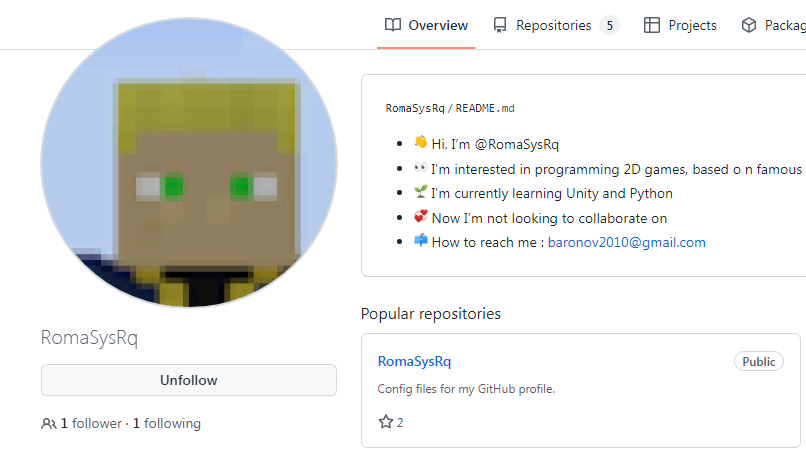 Overview
Repositories 5
Projects
Packag
RomaSysRq / README.md
Hi, I'm @RomaSysRq
I'm interested in programming 2D games, based o n famous
I'm currently learning Unity and Python
Now I'm not looking to collaborate on
How to reach me : baronov2010@gmail.com
RomaSysRq
Unfollow
1 follower · 1 following
Popular repositories
RomaSysRq Public
Config files for my GitHub profile.
2